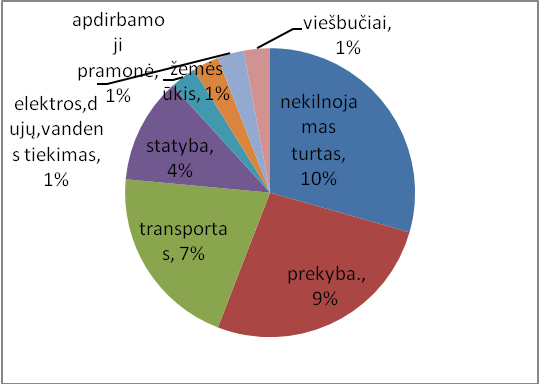 apdirbamo
ji
pramonė,
1%
viešbučiai,
1%
žemės
ūkis, 1%
elektros,d
ujų,vanden
s tiekimas,
1%
nekilnoja
mas
turtas,
10%
statyba,
4%
transporta
s, 7%
prekyba.,
9%